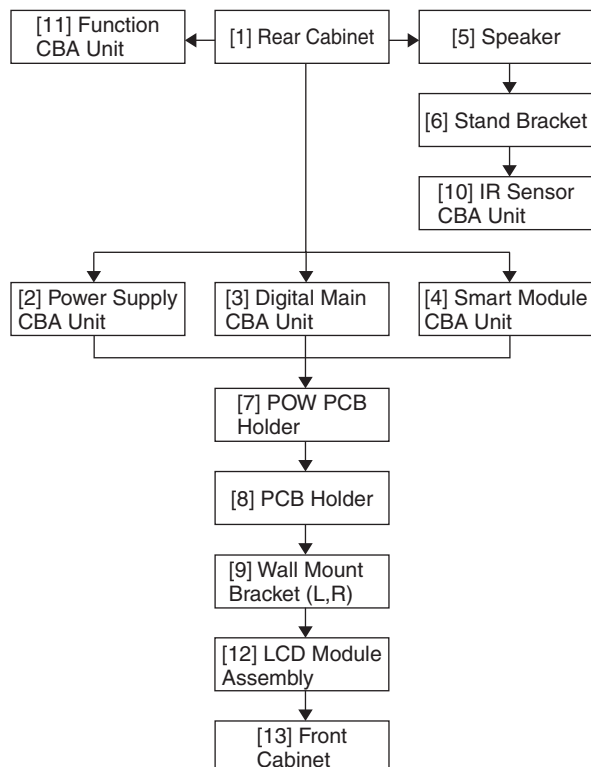 [11] Function
CBA Unit
[1] Rear Cabinet
[5] Speaker
[6] Stand Bracket
[10] IR Sensor
CBA Unit
[2] Power Supply
CBA Unit
[3] Digital Main
CBA Unit
[4] Smart Module
CBA Unit
[7] POW PCB
Holder
[8] PCB Holder
[9] Wall Mount
Bracket (L,R)
[12] LCD Module
Assembly
[13] Front
Cabinet